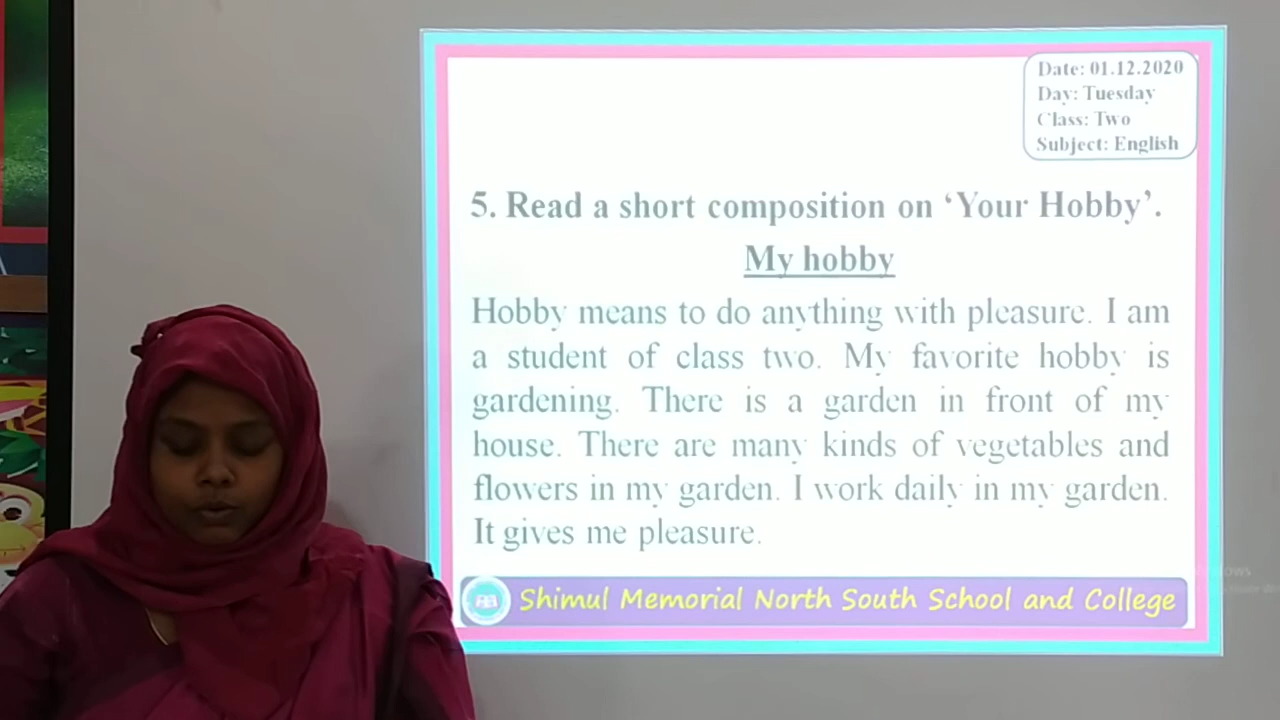 Date: 01.12.2020
Day: Tuesday
Class: Two
Subject: English
5. Read a short composition on ‘Your Hobby’.
My hobby
Hobby means to do anything with pleasure. I am
a student of class two. My favorite hobby is
gardening. There is a garden in front of my
house. There are many kinds of vegetables and
flowers in my garden. I work daily in my garden.
It gives me pleasure.
Shimul Memorial North South School and College